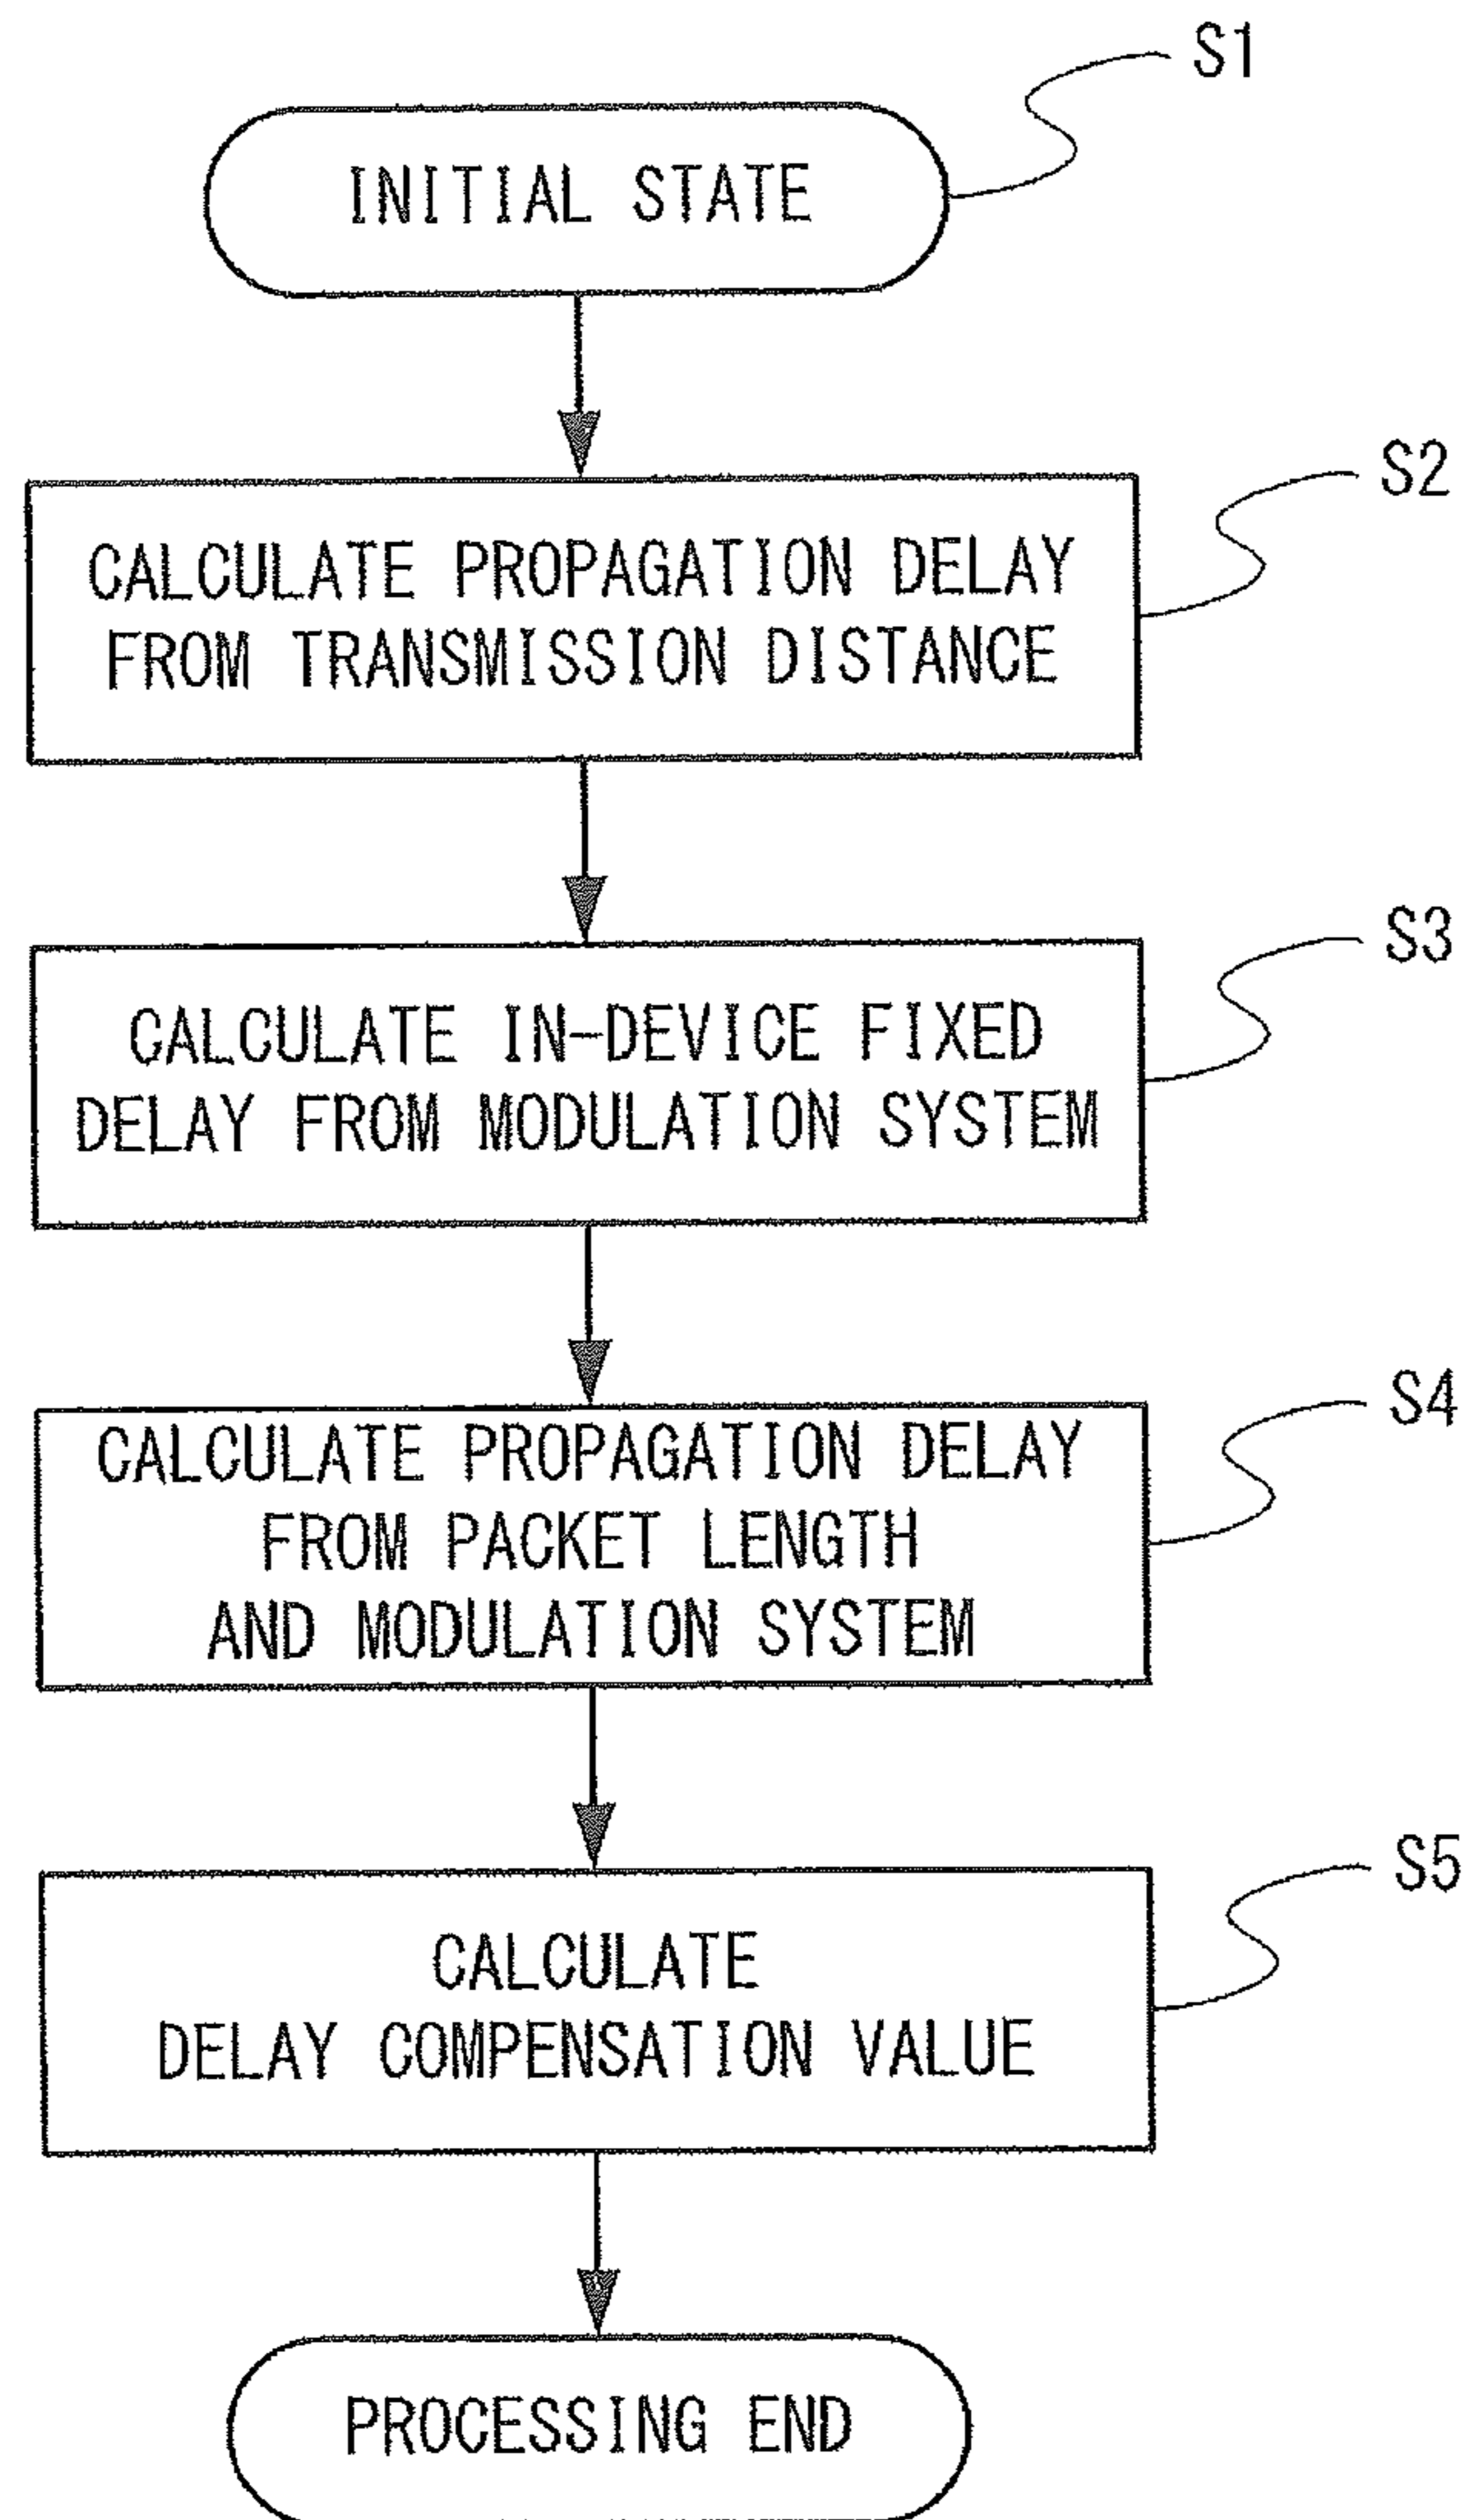 S1
INITIAL STATE
S2
CALCULATE PROPAGATION DELAY
FROM TRANSMISSION DISTANCE
S3
CALCULATE IN-DEVICE FIXED
DELAY FROM MODULATION SYSTEM
S4
CALCULATE PROPAGATION DELAY
FROM PACKET LENGTH
AND MODULATION SYSTEM
S5
CALCULATE
DELAY COMPENSATION VALUE
PROCESSING END